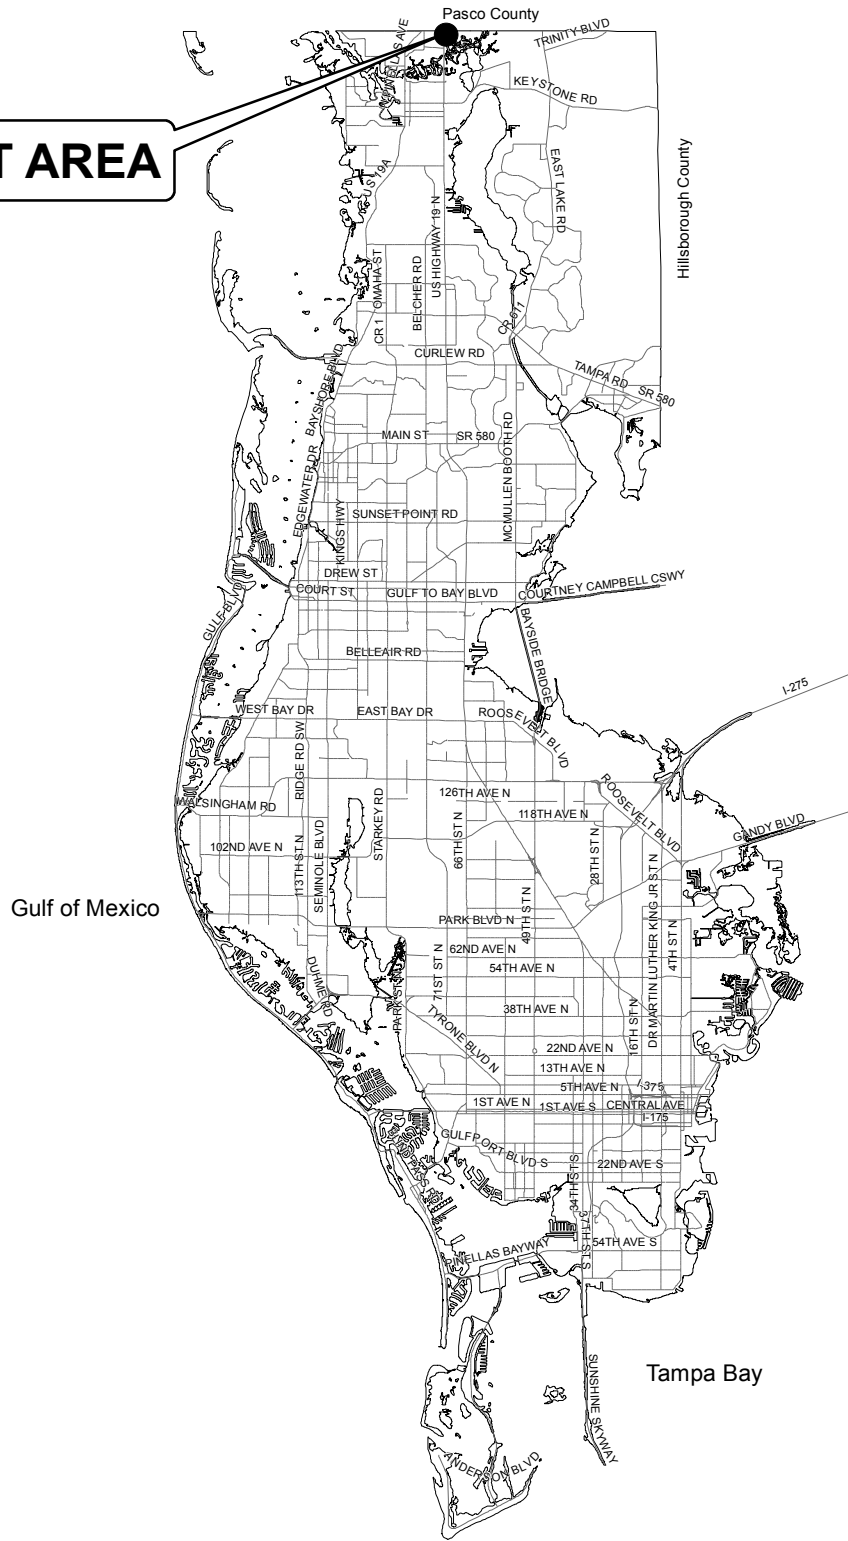 Pasco County
TRINITY BLVD
KEYSTONE RD
T AREA
US 19A
EAST LAKE RD
Hillsborough County
US HIGHWAY 19 N
OMAHA ST
CR 1
BELCHER RD
CR 611
CURLEW RD
TAMPA RD
SR 580
BAYSHORE BLVD
MAIN ST
SR 580
MCMULLEN BOOTH RD
EDGEWATER DR
KINGS HWY
SUNSET POINT RD
DREW ST
COURT ST
GULF TO BAY BLVD
COURTNEY CAMPBELL CSWY
GULF BLVD
BAYSIDE BRIDGE
BELLEAIR RD
I-275
WEST BAY DR
EAST BAY DR
ROOSEVELT BLVD
RIDGE RD SW
126TH AVE N
ROOSEVELT BLVD
WALSINGHAM RD
STARKEY RD
118TH AVE N
GANDY BLVD
102ND AVE N
113TH ST N
SEMINOLE BLVD
66TH ST N
28TH ST N
Gulf of Mexico
49TH ST N
DR MARTIN LUTHER KING JR ST N
4TH ST N
PARK BLVD N
62ND AVE N
54TH AVE N
71ST ST N
DUHME RD
PARK ST N
38TH AVE N
16TH ST N
TYRONE BLVD N
22ND AVE N
13TH AVE N
5TH AVE N
I-375
1ST AVE N
1ST AVE S
CENTRAL AVE
I-175
GULFPORT BLVD S
22ND AVE S
34TH ST S
37TH ST S
54TH AVE S
PINELLAS BAYWAY
Tampa Bay
SUNSHINE SKYWAY
ANDERSON BLVD